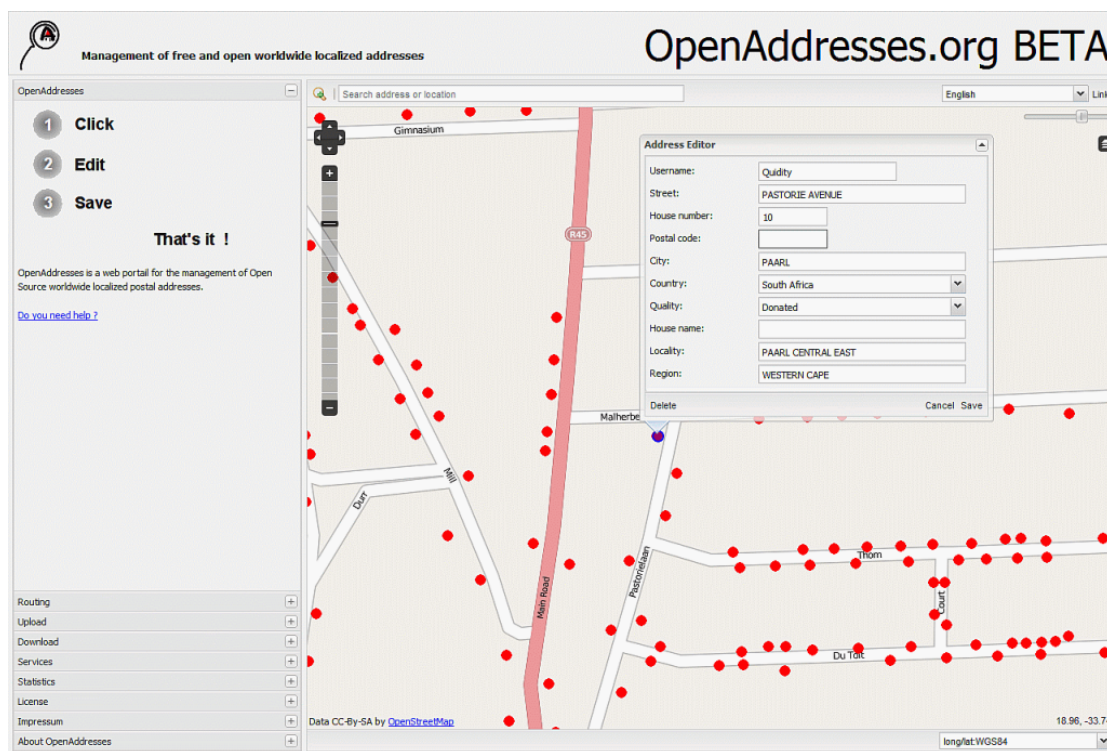 OpenAddresses.org BETA
Management of free and open worldwide localized addresses
OpenAddresses
1 Click
2 Edit
3 Save
That's it !
OpenAddresses is a web portal for the management of Open
Source worldwide localized postal addresses.
Do you need help ?
Routing
Upload
Download
Services
Statistics
License
Impressum
About OpenAddresses
Search address or location
English
Link
Gimnasium
R45
Address Editor
Username: Quidity
Street: PASTORIE AVENUE
House number: 10
Postal code:
City: PAARL
Country: South Africa
Quality: Donated
House name:
Locality: PAARL CENTRAL EAST
Region: WESTERN CAPE
Delete Cancel Save
Malherbe
Mill
Durr
Main Road
Pastorielaan
Thom
Court
Du Toit
Data CC-By-SA by OpenStreetMap
18.96, -33.7
long/lat:WGS84